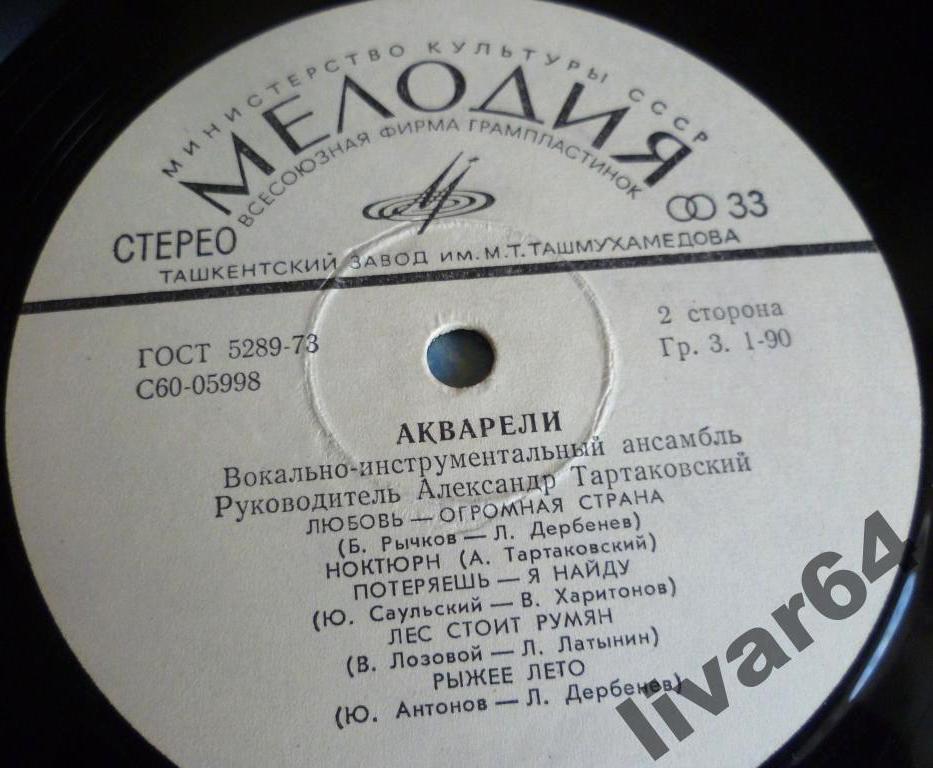 МИНИСТЕРСТВО КУЛЬТУРЫ СССР
МЕЛОДИЯ
ВСЕСОЮЗНАЯ ФИРМА ГРАМПЛАСТИНОК
СТЕРЕО
33
ТАШКЕНТСКИЙ ЗАВОД ИМ. М. Т. ТАШМУХАМЕДОВА
ГОСТ 5289-73
2 сторона
С60-05998
Гр. 3. 1-90
АКВАРЕЛИ
Вокально-инструментальный ансамбль
Руководитель Александр Тартаковский
ЛЮБОВЬ — ОГРОМНАЯ СТРАНА
(Б. Рычков — Л. Дербенев)
НОКТЮРН (А. Тартаковский)
ПОТЕРЯЕШЬ — Я НАЙДУ
(Ю. Саульский — В. Харитонов)
ЛЕС СТОИТ РУМЯН
(В. Лозовой — Л. Латынин)
РЫЖЕЕ ЛЕТО
(Ю. Антонов — Л. Дербенев)
livar64